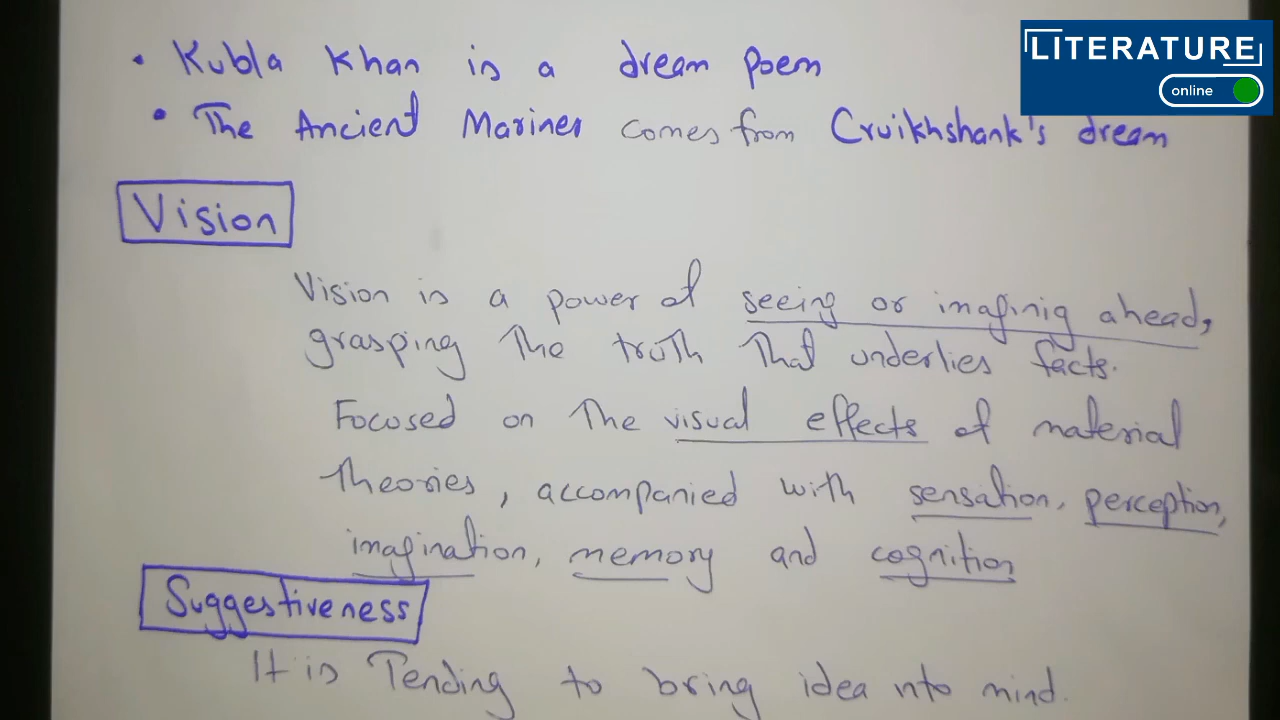 • Kubla Khan is a dream poem
• The Ancient Mariner comes from Cruikhshank's dream
LITERATURE
online
Vision
Vision is a power of seeing or imaginig ahead,
grasping the truth that underlies facts.
Focused on the visual effects of material
theories, accompanied with sensation, perception,
imagination, memory and cognition
Suggestiveness
It is Tending to bring idea into mind.